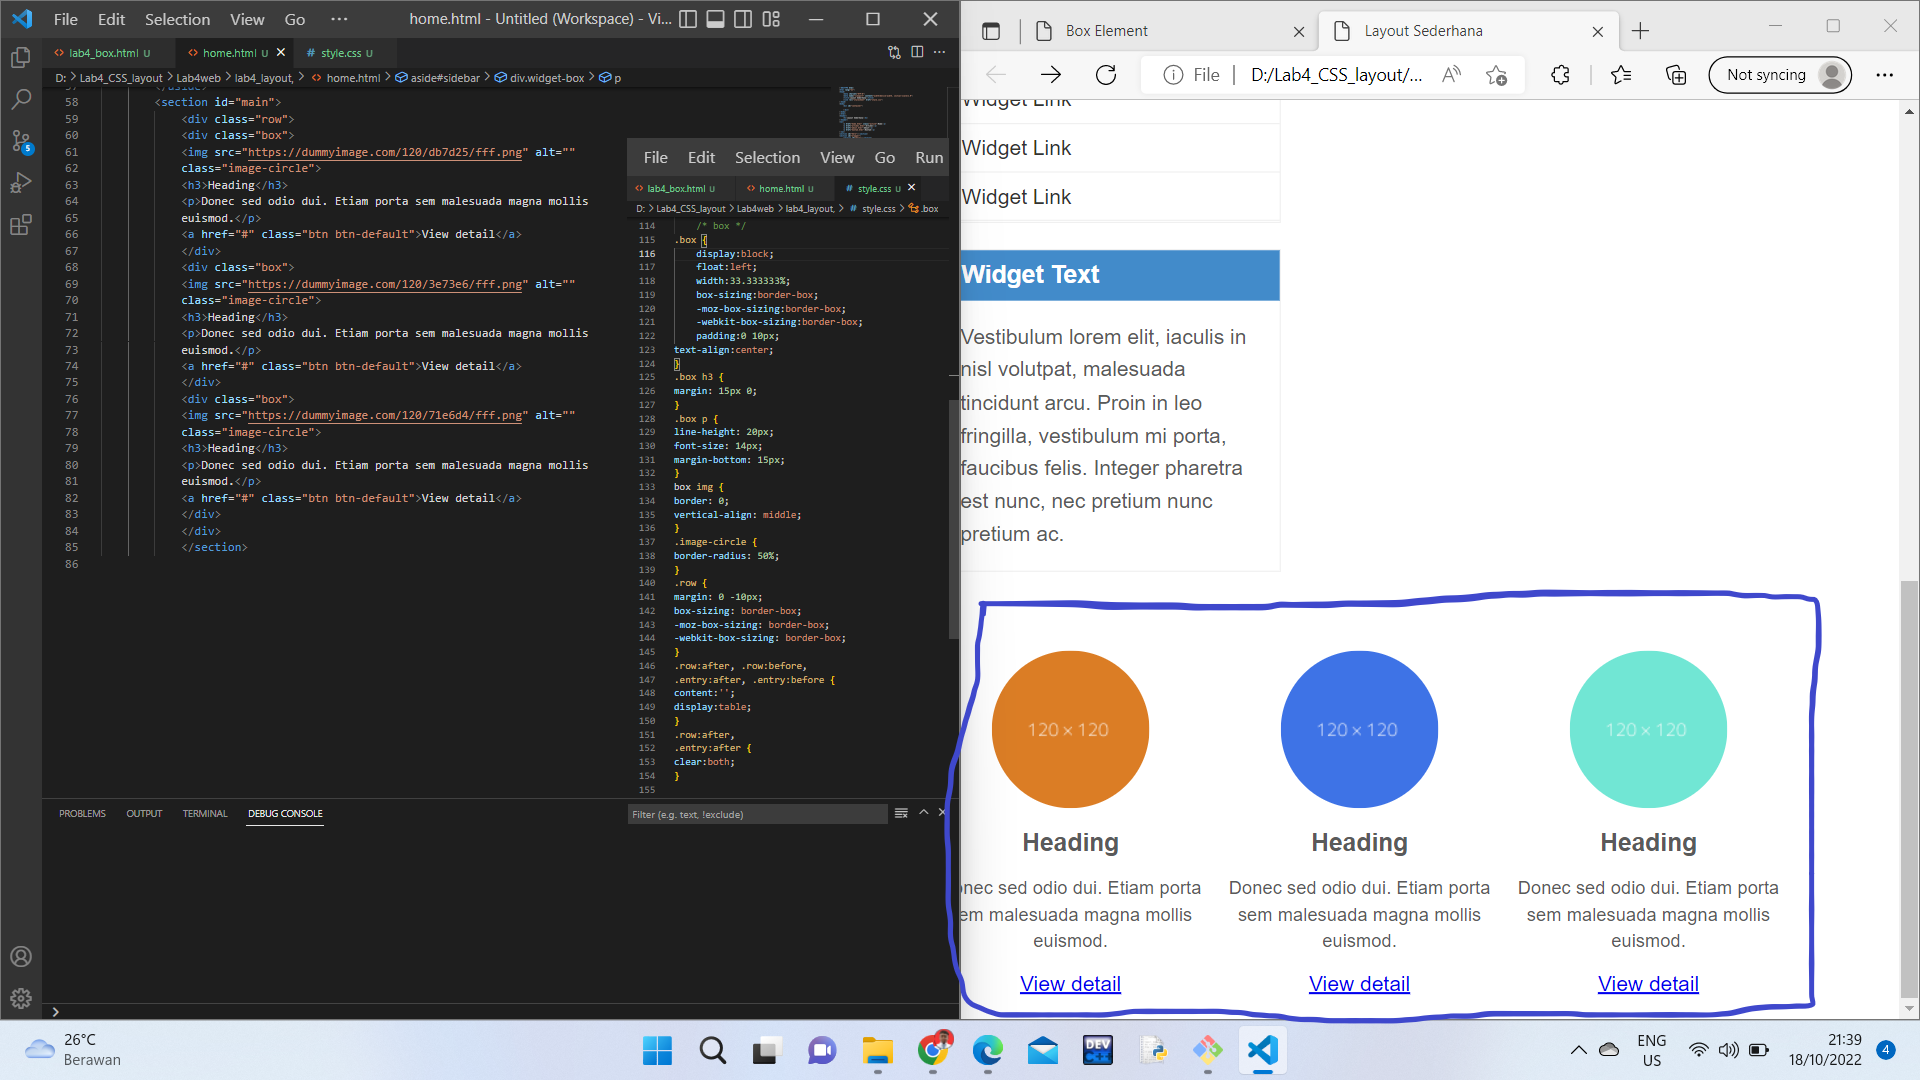 File Edit Selection View Go ··· home.html - Untitled (Workspace) - Vi...
lab4_box.html U home.html U style.css U
D: > Lab4_CSS_layout > Lab4web > lab4_layout, > home.html > aside#sidebar > div.widget-box > p
58 <section id="main">
59 <div class="row">
60 <div class="box">
61 <img src="https://dummyimage.com/120/db7d25/fff.png" alt=""
62 class="image-circle">
63 <h3>Heading</h3>
64 <p>Donec sed odio dui. Etiam porta sem malesuada magna mollis
65 euismod.</p>
66 <a href="#" class="btn btn-default">View detail</a>
67 </div>
68 <div class="box">
69 <img src="https://dummyimage.com/120/3e73e6/fff.png" alt=""
70 class="image-circle">
71 <h3>Heading</h3>
72 <p>Donec sed odio dui. Etiam porta sem malesuada magna mollis
73 euismod.</p>
74 <a href="#" class="btn btn-default">View detail</a>
75 </div>
76 <div class="box">
77 <img src="https://dummyimage.com/120/71e6d4/fff.png" alt=""
78 class="image-circle">
79 <h3>Heading</h3>
80 <p>Donec sed odio dui. Etiam porta sem malesuada magna mollis
81 euismod.</p>
82 <a href="#" class="btn btn-default">View detail</a>
83 </div>
84 </div>
85 </section>
86
File Edit Selection View Go Run
lab4_box.html U home.html U style.css U
D: > Lab4_CSS_layout > Lab4web > lab4_layout, > style.css > .box
114 /* box */
115 .box {
116 display:block;
117 float:left;
118 width:33.333333%;
119 box-sizing:border-box;
120 -moz-box-sizing:border-box;
121 -webkit-box-sizing:border-box;
122 padding:0 10px;
123 text-align:center;
124 }
125 .box h3 {
126 margin: 15px 0;
127 }
128 .box p {
129 line-height: 20px;
130 font-size: 14px;
131 margin-bottom: 15px;
132 }
133 box img {
134 border: 0;
135 vertical-align: middle;
136 }
137 .image-circle {
138 border-radius: 50%;
139 }
140 .row {
141 margin: 0 -10px;
142 box-sizing: border-box;
143 -moz-box-sizing: border-box;
144 -webkit-box-sizing: border-box;
145 }
146 .row:after, .row:before,
147 .entry:after, .entry:before {
148 content:'';
149 display:table;
150 }
151 .row:after,
152 .entry:after {
153 clear:both;
154 }
155
PROBLEMS OUTPUT TERMINAL DEBUG CONSOLE
Filter (e.g. text, !exclude)
5
Box Element Layout Sederhana
File D:/Lab4_CSS_layout/... Not syncing
Widget Link
Widget Link
Widget Link
Widget Text
Vestibulum lorem elit, iaculis in
nisl volutpat, malesuada
tincidunt arcu. Proin in leo
fringilla, vestibulum mi porta,
faucibus felis. Integer pharetra
est nunc, nec pretium nunc
pretium ac.
120 × 120 120 × 120 120 × 120
Heading Heading Heading
onec sed odio dui. Etiam porta
em malesuada magna mollis
euismod.
View detail
Donec sed odio dui. Etiam porta
sem malesuada magna mollis
euismod.
View detail
Donec sed odio dui. Etiam porta
sem malesuada magna mollis
euismod.
View detail
26°C
Berawan
DEV
C++
ENG
US
21:39
18/10/2022
4